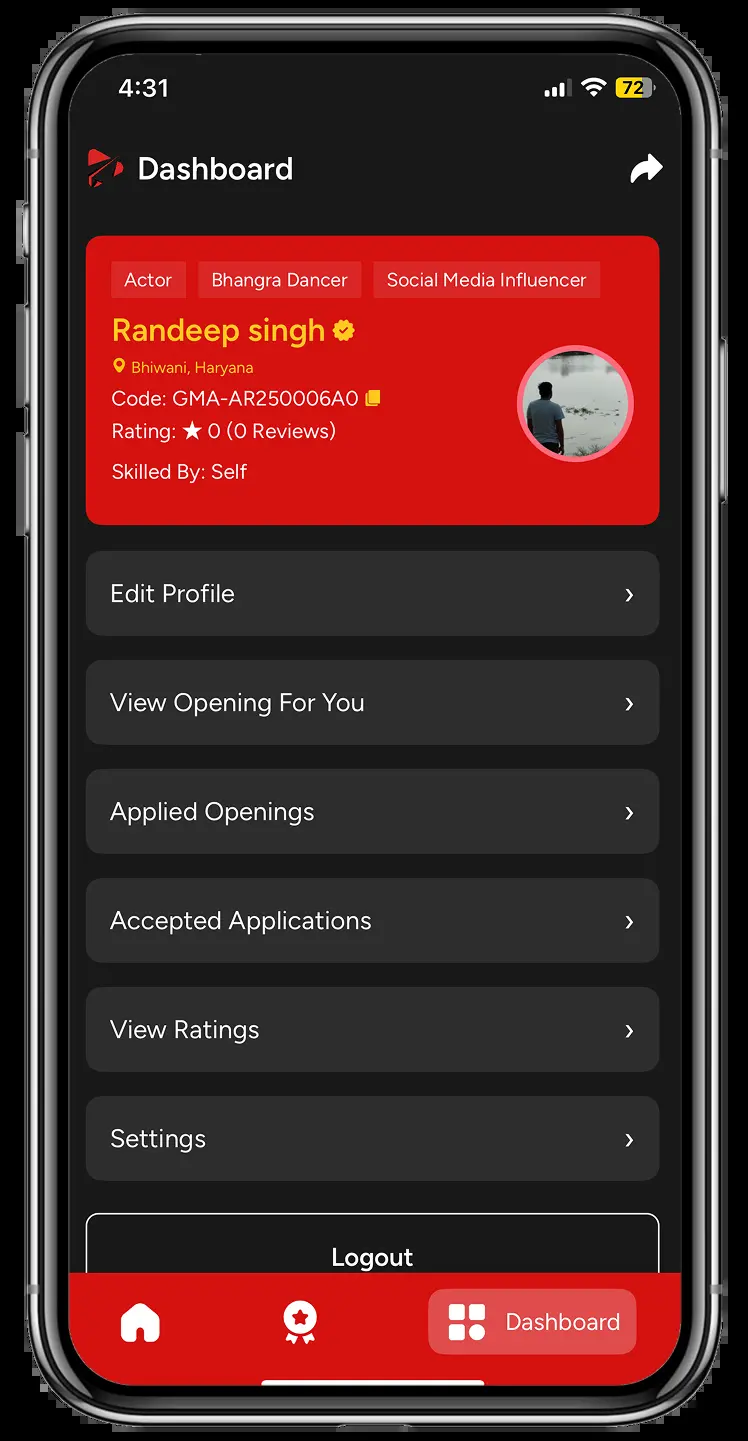 4:31
72
Dashboard
Actor Bhangra Dancer Social Media Influencer
Randeep singh
Bhiwani, Haryana
Code: GMA-AR250006A0
Rating: ★ 0 (0 Reviews)
Skilled By: Self
Edit Profile ›
View Opening For You ›
Applied Openings ›
Accepted Applications ›
View Ratings ›
Settings ›
Logout
Dashboard